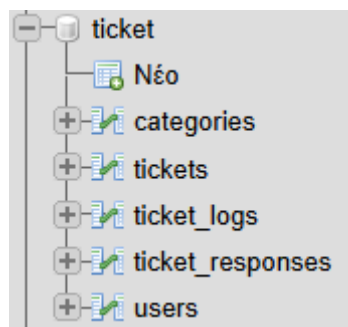 ticket
Νέο
categories
tickets
ticket_logs
ticket_responses
users